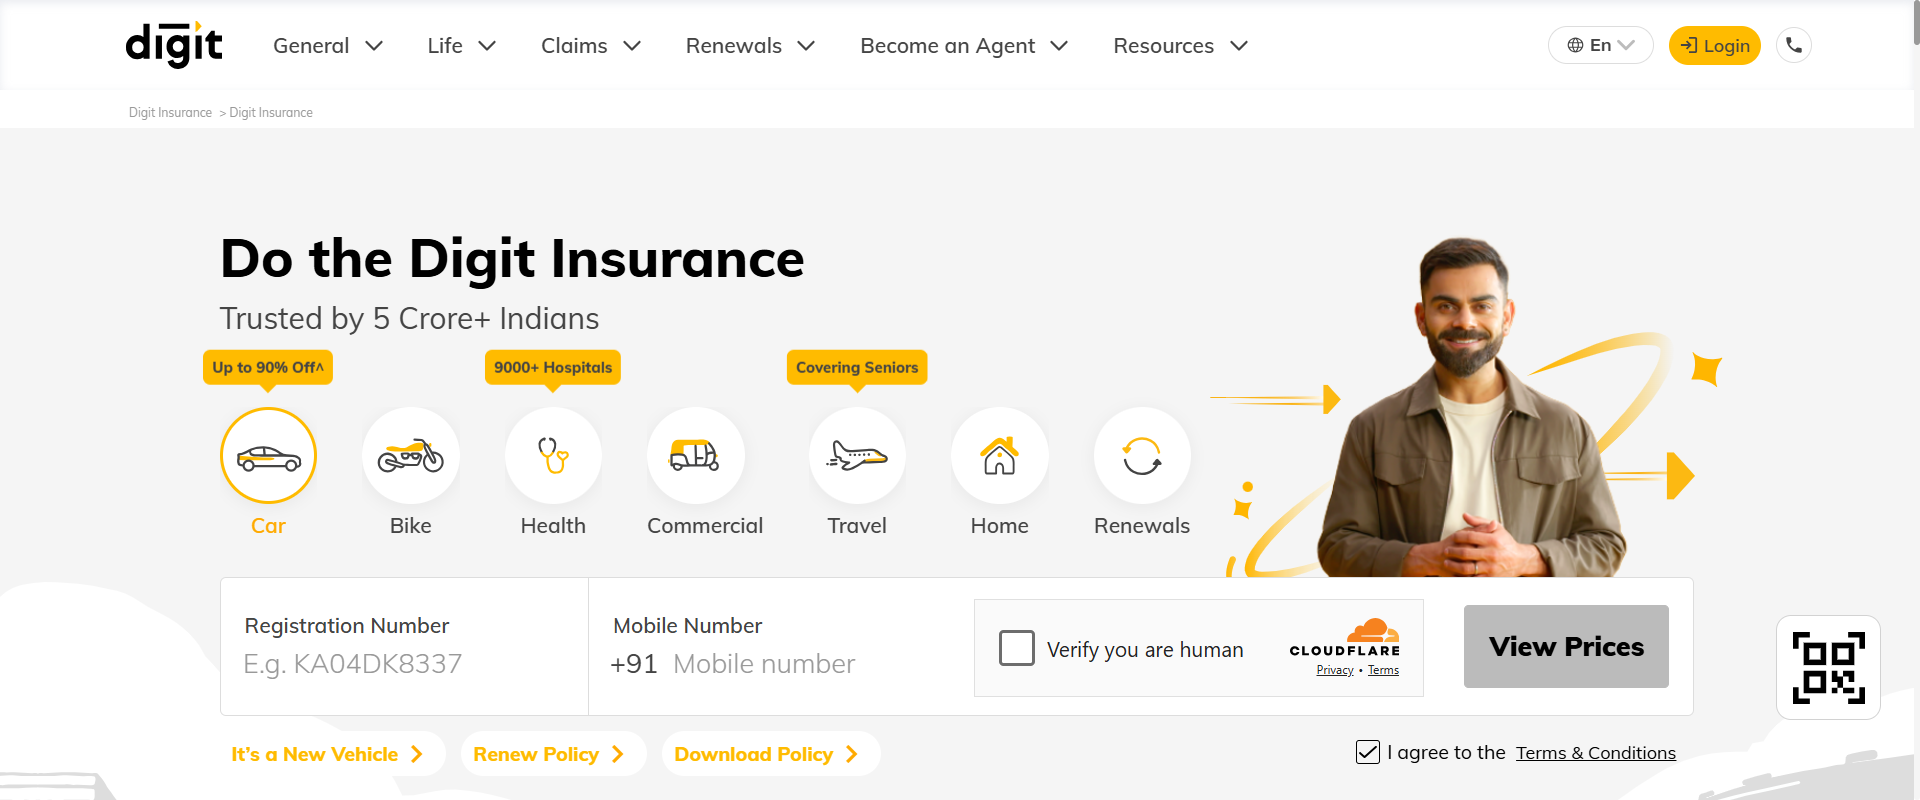 digit
General
Life
Claims
Renewals
Become an Agent
Resources
En
Login
Digit Insurance > Digit Insurance
Do the Digit Insurance
Trusted by 5 Crore+ Indians
Up to 90% Off^
9000+ Hospitals
Covering Seniors
Car
Bike
Health
Commercial
Travel
Home
Renewals
Registration Number
E.g. KA04DK8337
Mobile Number
+91 Mobile number
Verify you are human
CLOUDFLARE
Privacy • Terms
View Prices
It's a New Vehicle
Renew Policy
Download Policy
I agree to the Terms & Conditions